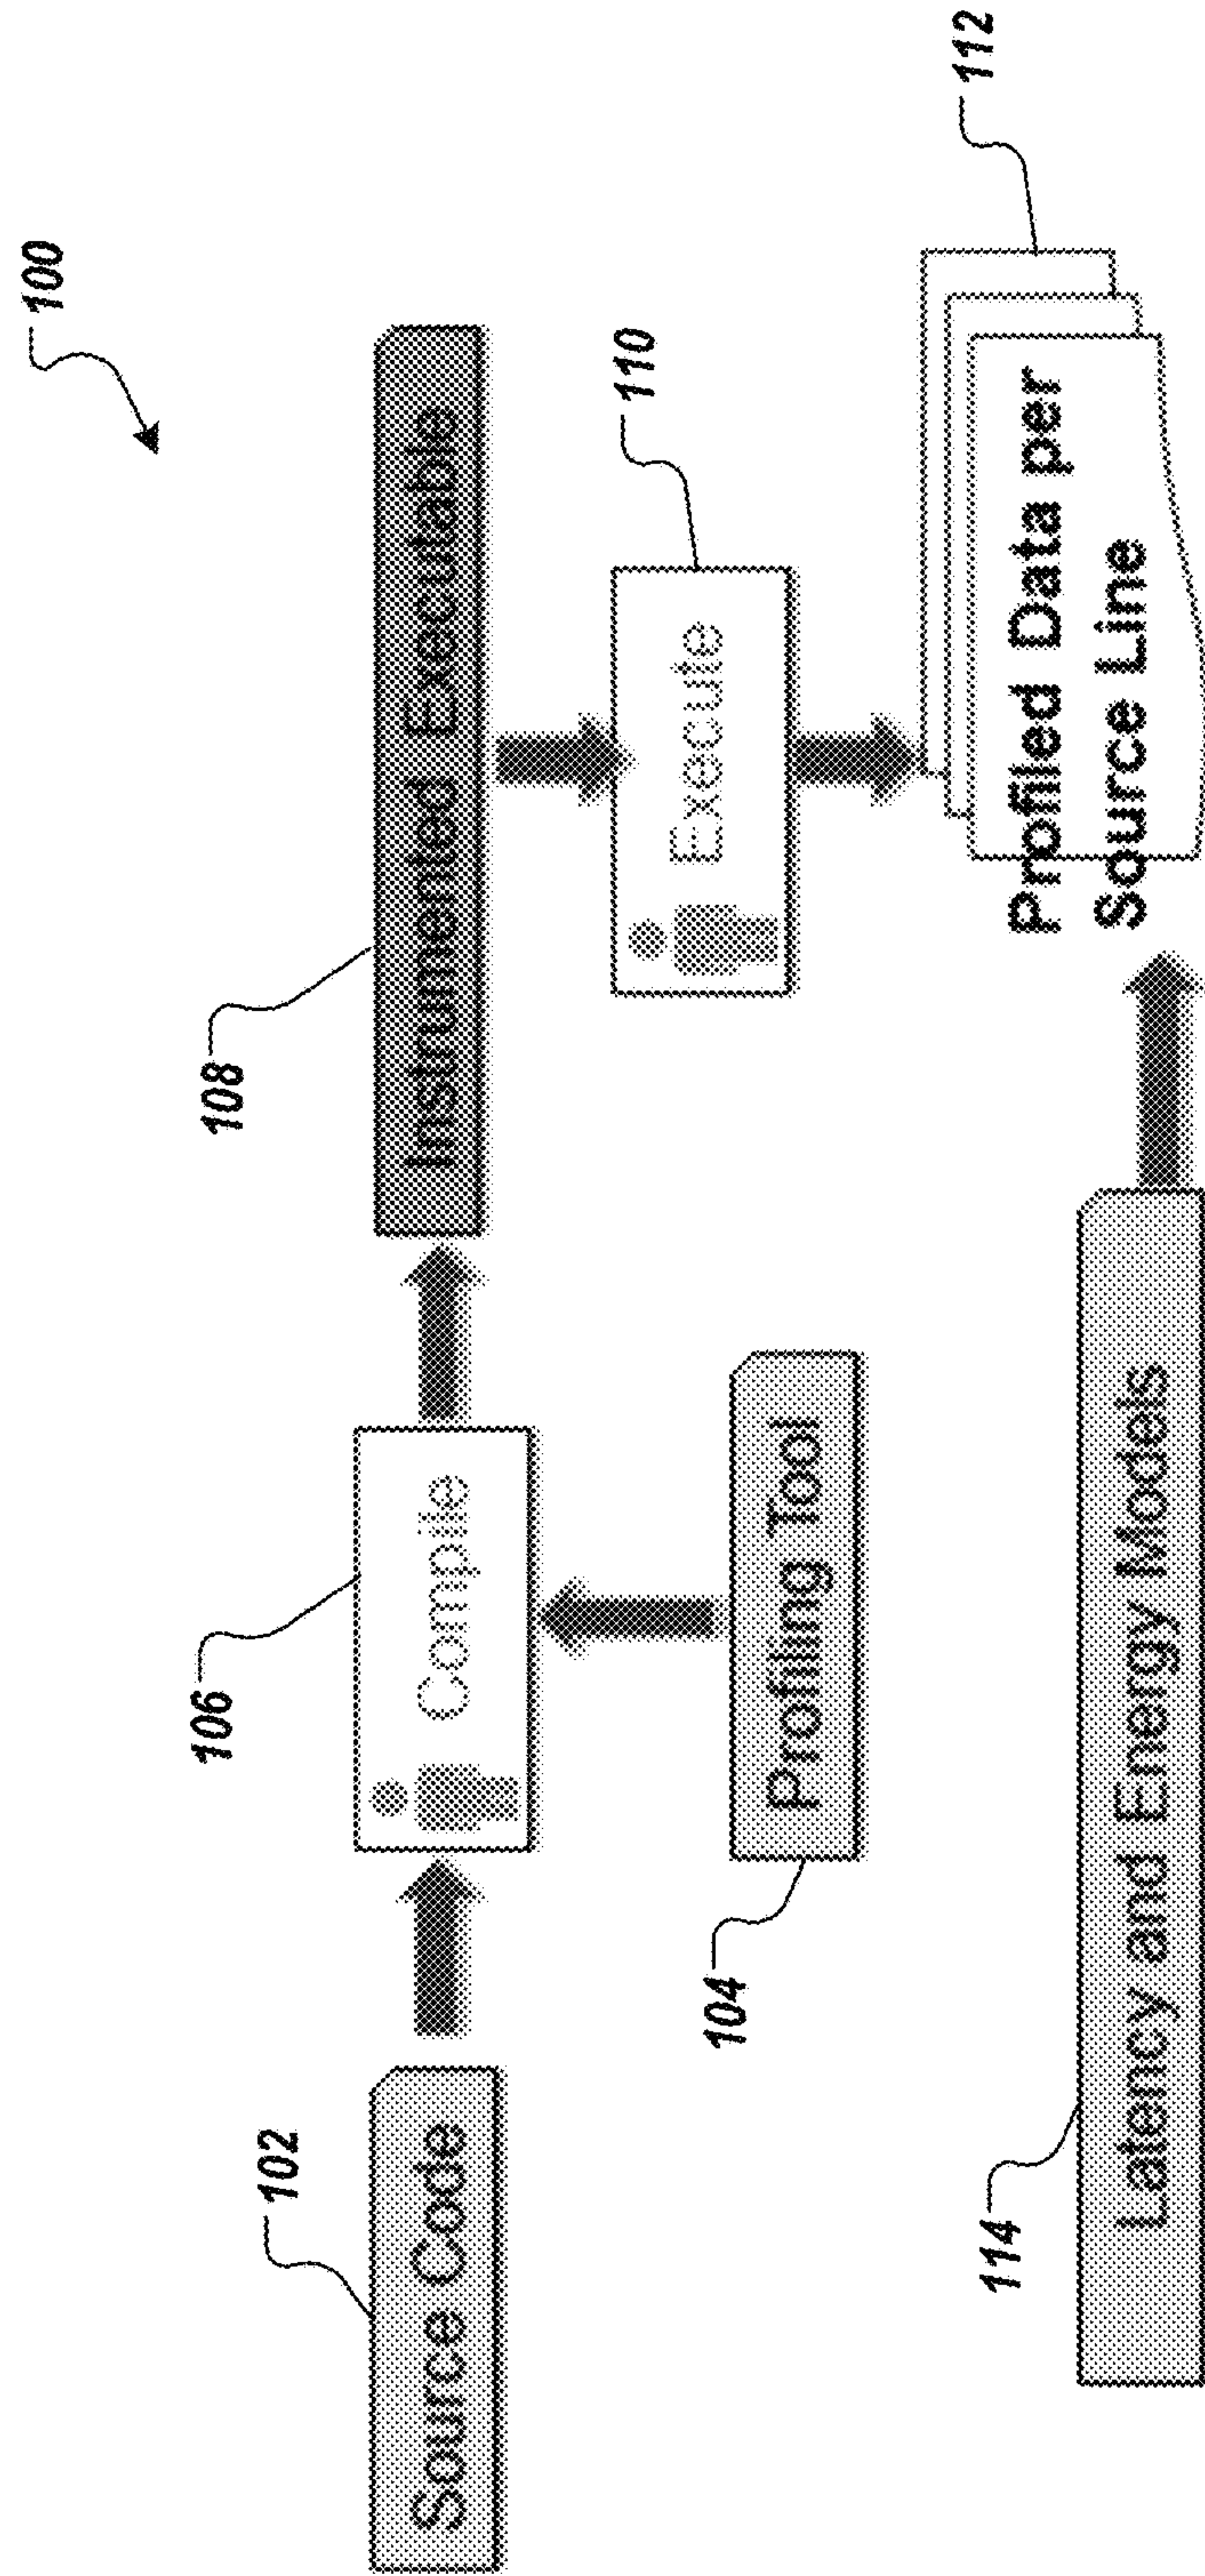 100
102
Source Code
106
Compile
108
Instrumented Executable
104
Profiling Tool
110
Execute
114
Latency and Energy Models
112
Profiled Data per
Source Line